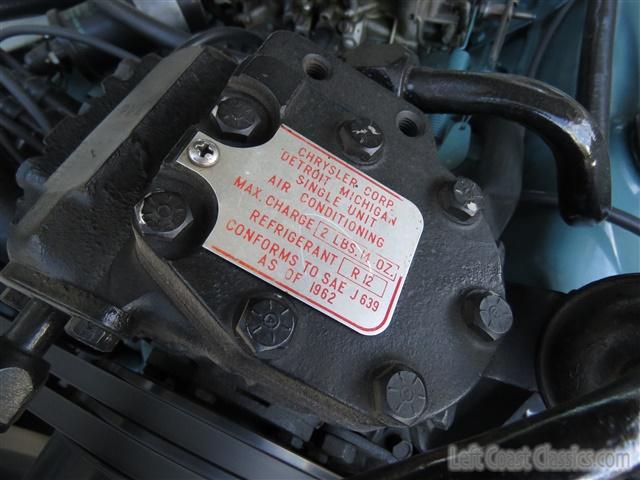 CHRYSLER CORP
DETROIT MICHIGAN
SINGLE UNIT
AIR CONDITIONING
MAX. CHARGE 2 LBS. 14 OZ.
REFRIGERANT R 12
CONFORMS TO SAE J 639
AS OF 1962
Left Coast Classics.com